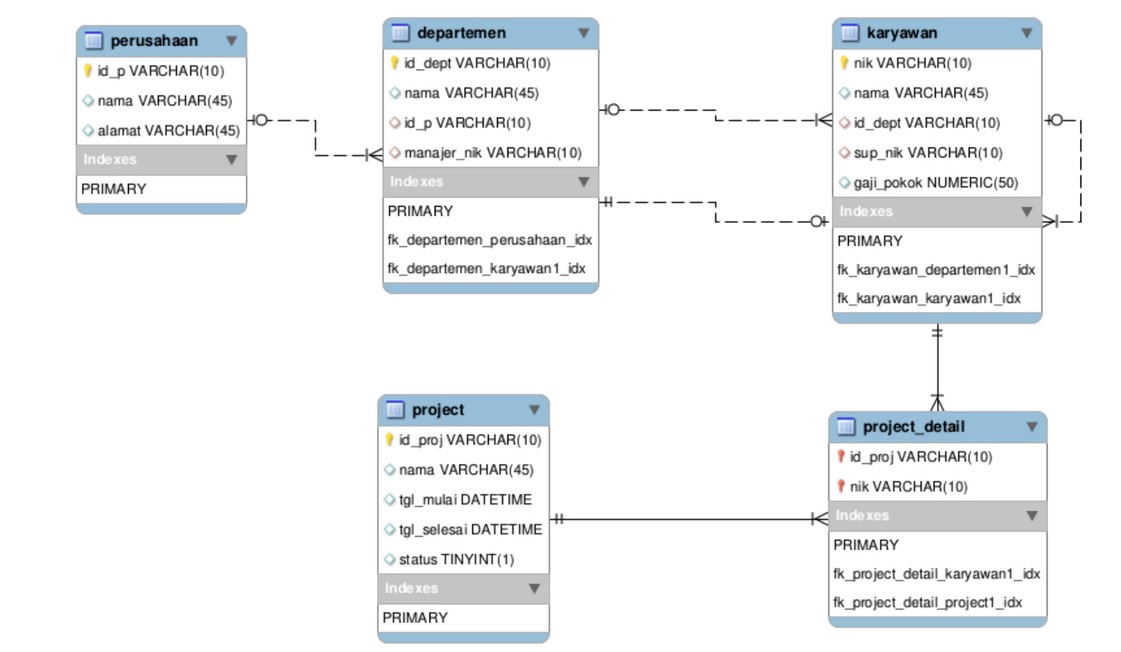 perusahaan
id_p VARCHAR(10)
nama VARCHAR(45)
alamat VARCHAR(45)
Indexes
PRIMARY
departemen
id_dept VARCHAR(10)
nama VARCHAR(45)
id_p VARCHAR(10)
manajer_nik VARCHAR(10)
Indexes
PRIMARY
fk_departemen_perusahaan_idx
fk_departemen_karyawan1_idx
karyawan
nik VARCHAR(10)
nama VARCHAR(45)
id_dept VARCHAR(10)
sup_nik VARCHAR(10)
gaji_pokok NUMERIC(50)
Indexes
PRIMARY
fk_karyawan_departemen1_idx
fk_karyawan_karyawan1_idx
project
id_proj VARCHAR(10)
nama VARCHAR(45)
tgl_mulai DATETIME
tgl_selesai DATETIME
status TINYINT(1)
Indexes
PRIMARY
project_detail
id_proj VARCHAR(10)
nik VARCHAR(10)
Indexes
PRIMARY
fk_project_detail_karyawan1_idx
fk_project_detail_project1_idx